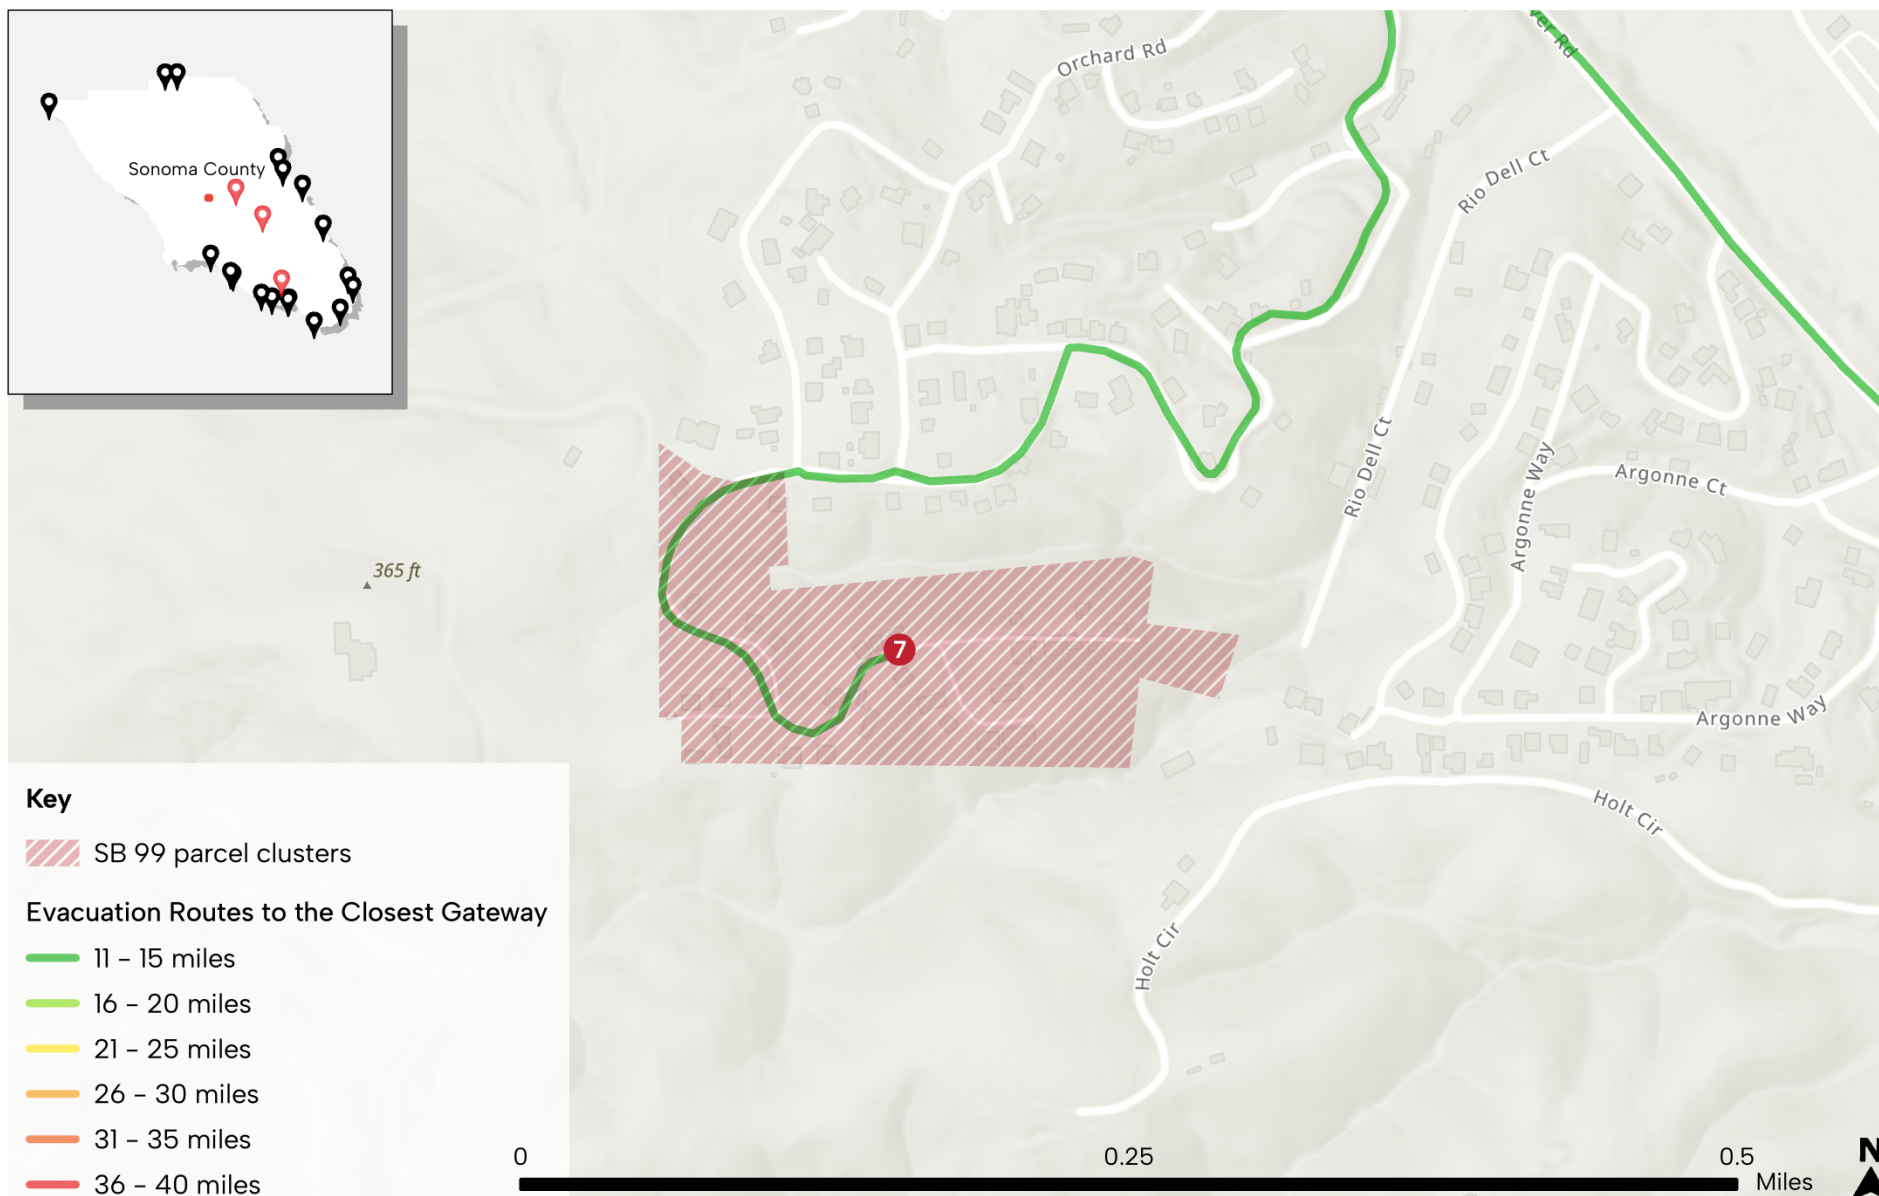 Sonoma County
Orchard Rd
ver Rd
Rio Dell Ct
Rio Dell Ct
Argonne Way
Argonne Ct
365 ft
7
Argonne Way
Holt Cir
Holt Cir
Key
SB 99 parcel clusters
Evacuation Routes to the Closest Gateway
11 - 15 miles
16 - 20 miles
21 - 25 miles
26 - 30 miles
31 - 35 miles
36 - 40 miles
0 0.25 0.5
Miles
N